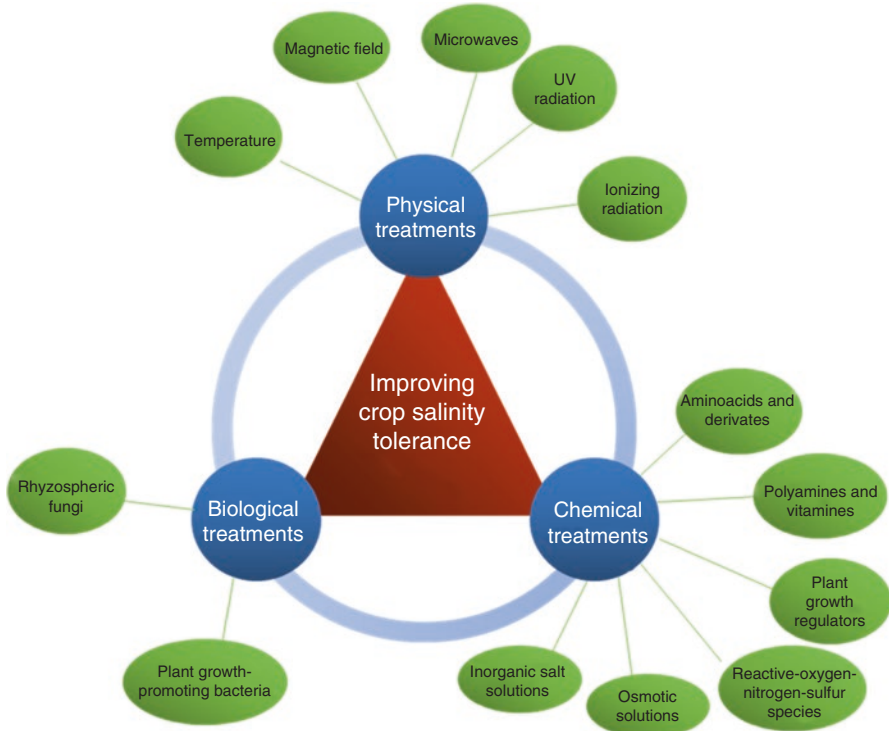 Magnetic field
Microwaves
UV
radiation
Temperature
Ionizing
radiation
Physical
treatments
Improving
crop salinity
tolerance
Aminoacids and
derivates
Rhyzospheric
fungi
Biological
treatments
Chemical
treatments
Polyamines and
vitamines
Plant
growth
regulators
Plant growth-
promoting bacteria
Inorganic salt
solutions
Osmotic
solutions
Reactive-oxygen-
nitrogen-sulfur
species